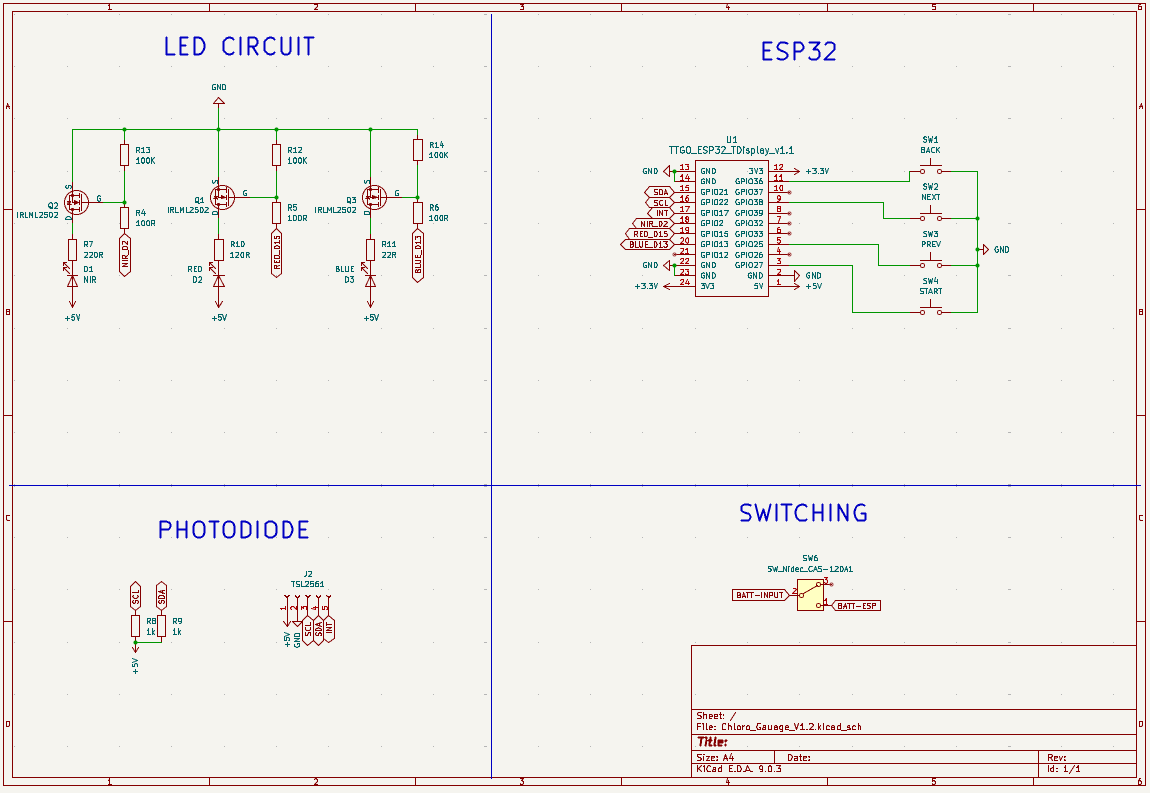 1 2 3 4 5 6
LED CIRCUIT
ESP32
GND
A A
R13
100K
R12
100K
R14
100K
S G D
Q2
IRLML2502
S G D
Q1
IRLML2502
S G D
Q3
IRLML2502
R4
100R
R5
100R
R6
100R
NIR_D2
RED_D15
BLUE_D13
R7
220R
R10
120R
R11
22R
D1
NIR
RED
D2
BLUE
D3
+5V
+5V
+5V
U1
TTGO_ESP32_TDisplay_v1.1
GND 13 GND 3V3 12 +3.3V
14 GND GPIO36 11
SDA 15 GPIO21 GPIO37 10
SCL 16 GPIO22 GPIO38 9
INT 17 GPIO17 GPIO39 8
NIR_D2 18 GPIO2 GPIO32 7
RED_D15 19 GPIO15 GPIO33 6
BLUE_D13 20 GPIO13 GPIO25 5
21 GPIO12 GPIO26 4
GND 22 GND GPIO27 3
23 GND GND 2 GND
+3.3V 24 3V3 5V 1 +5V
SW1
BACK
SW2
NEXT
SW3
PREV
GND
SW4
START
B B
C C
PHOTODIODE
SWITCHING
SCL SDA
R8
1k
R9
1k
+5V
J2
TSL2561
1 2 3 4 5
+5V GND SCL SDA INT
SW6
SW_Nidec_CAS-120A1
BATT-INPUT 2 3
1 BATT-ESP
D D
Sheet: /
File: Chloro_Gauage_V1.2.kicad_sch
Title:
Size: A4 Date: Rev:
KiCad E.D.A. 9.0.3 Id: 1/1
1 2 3 4 5 6